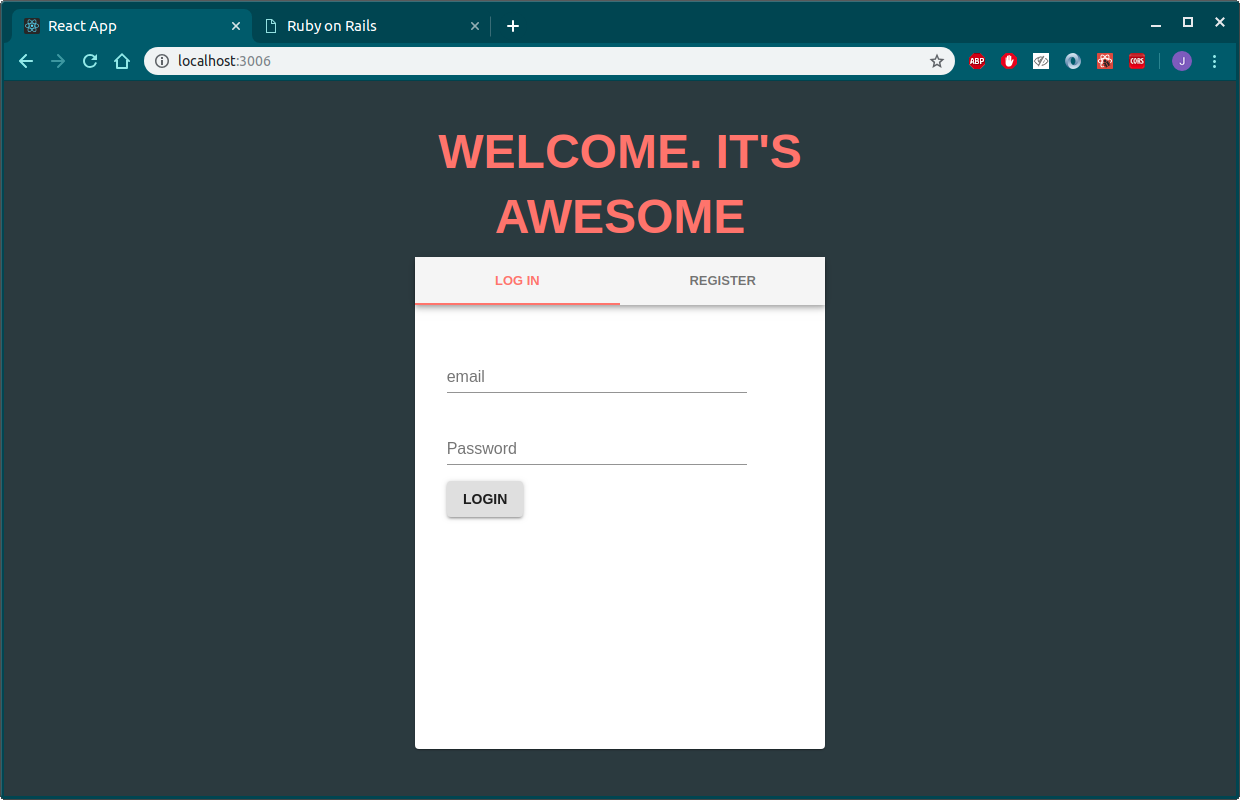 React App
Ruby on Rails
localhost:3006
ABP
CORS
J
WELCOME. IT'S
AWESOME
LOG IN
REGISTER
email
Password
LOGIN